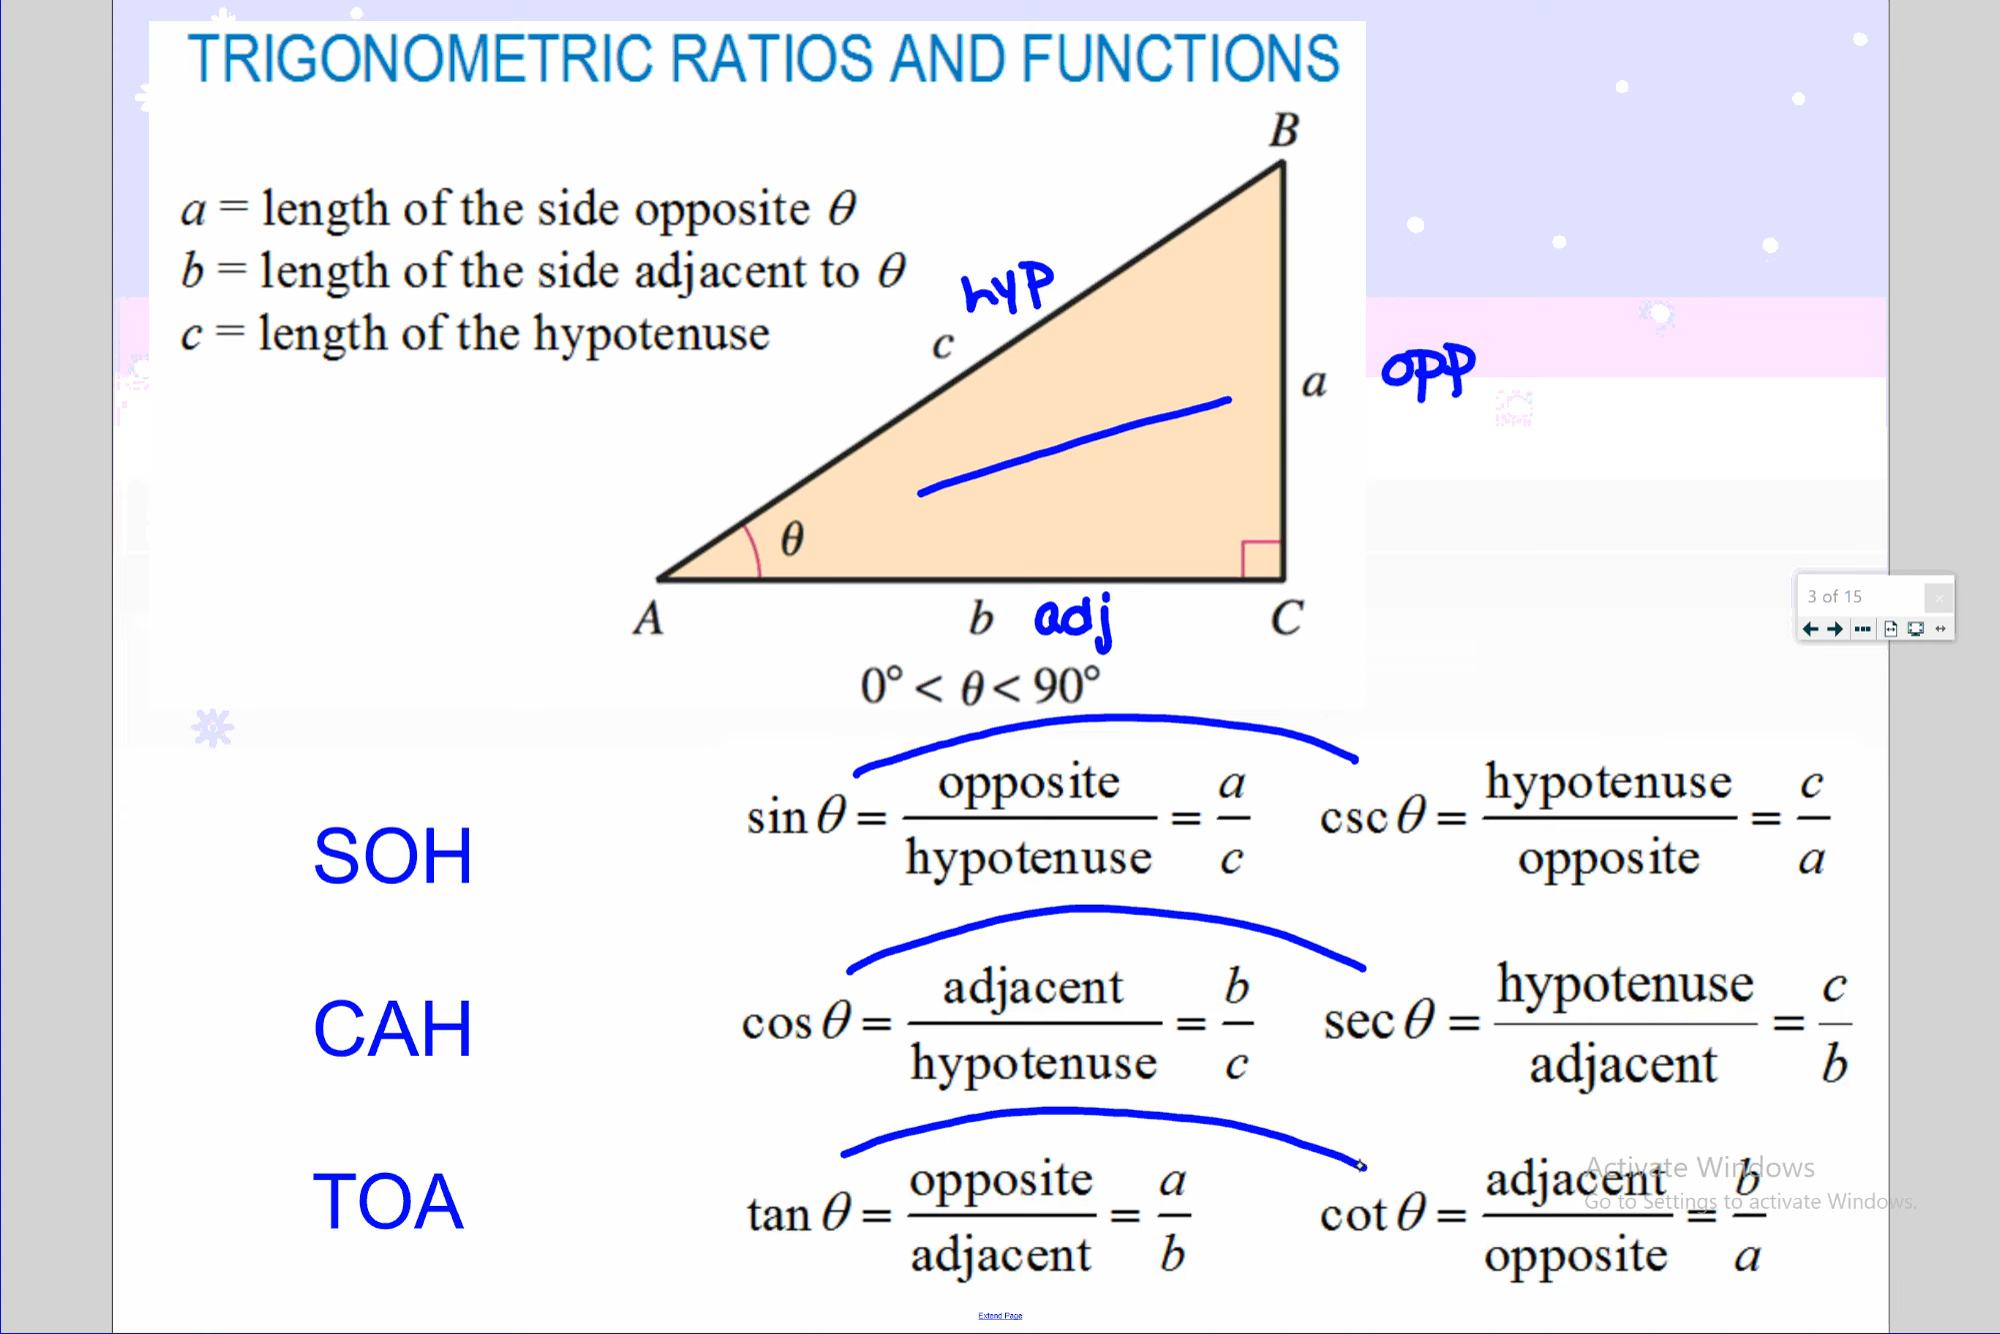 TRIGONOMETRIC RATIOS AND FUNCTIONS
B
a = length of the side opposite θ
b = length of the side adjacent to θ
c = length of the hypotenuse
hyp
c
opp
a
θ
A
b
adj
C
0° < θ < 90°
3 of 15
SOH
sin θ = opposite / hypotenuse = a / c
csc θ = hypotenuse / opposite = c / a
CAH
cos θ = adjacent / hypotenuse = b / c
sec θ = hypotenuse / adjacent = c / b
TOA
tan θ = opposite / adjacent = a / b
cot θ = adjacent / opposite = b / a
Activate Windows
Go to Settings to activate Windows.
Extend Page